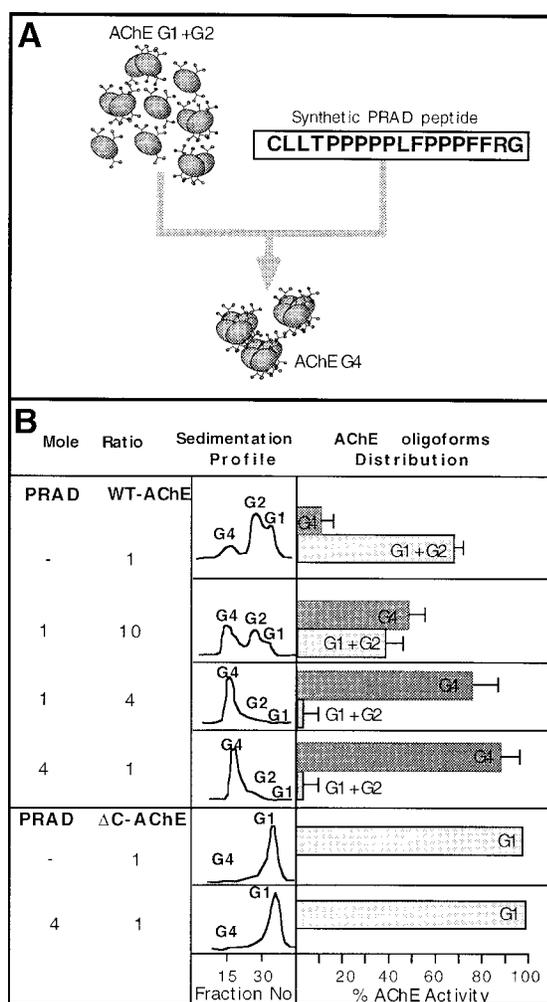 A
AChE G1+G2
Synthetic PRAD peptide
CLLTPPPPPLFPPPFFRG
AChE G4
B
Mole Ratio
Sedimentation
Profile
AChE oligoforms
Distribution
PRAD WT-AChE
- 1
G4 G2 G1
G4
G1+G2
1 10
G4 G2 G1
G4
G1+G2
1 4
G4 G2 G1
G4
G1+G2
4 1
G4 G2 G1
G4
G1+G2
PRAD ΔC-AChE
- 1
G4 G1
G1
4 1
G4 G1
G1
15 30
Fraction No
20 40 60 80 100
% AChE Activity